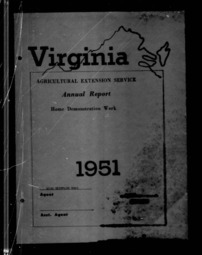 Virginia
AGRICULTURAL EXTENSION SERVICE
Annual Report
Home Demonstration Work
1951
Agent
Asst. Agent